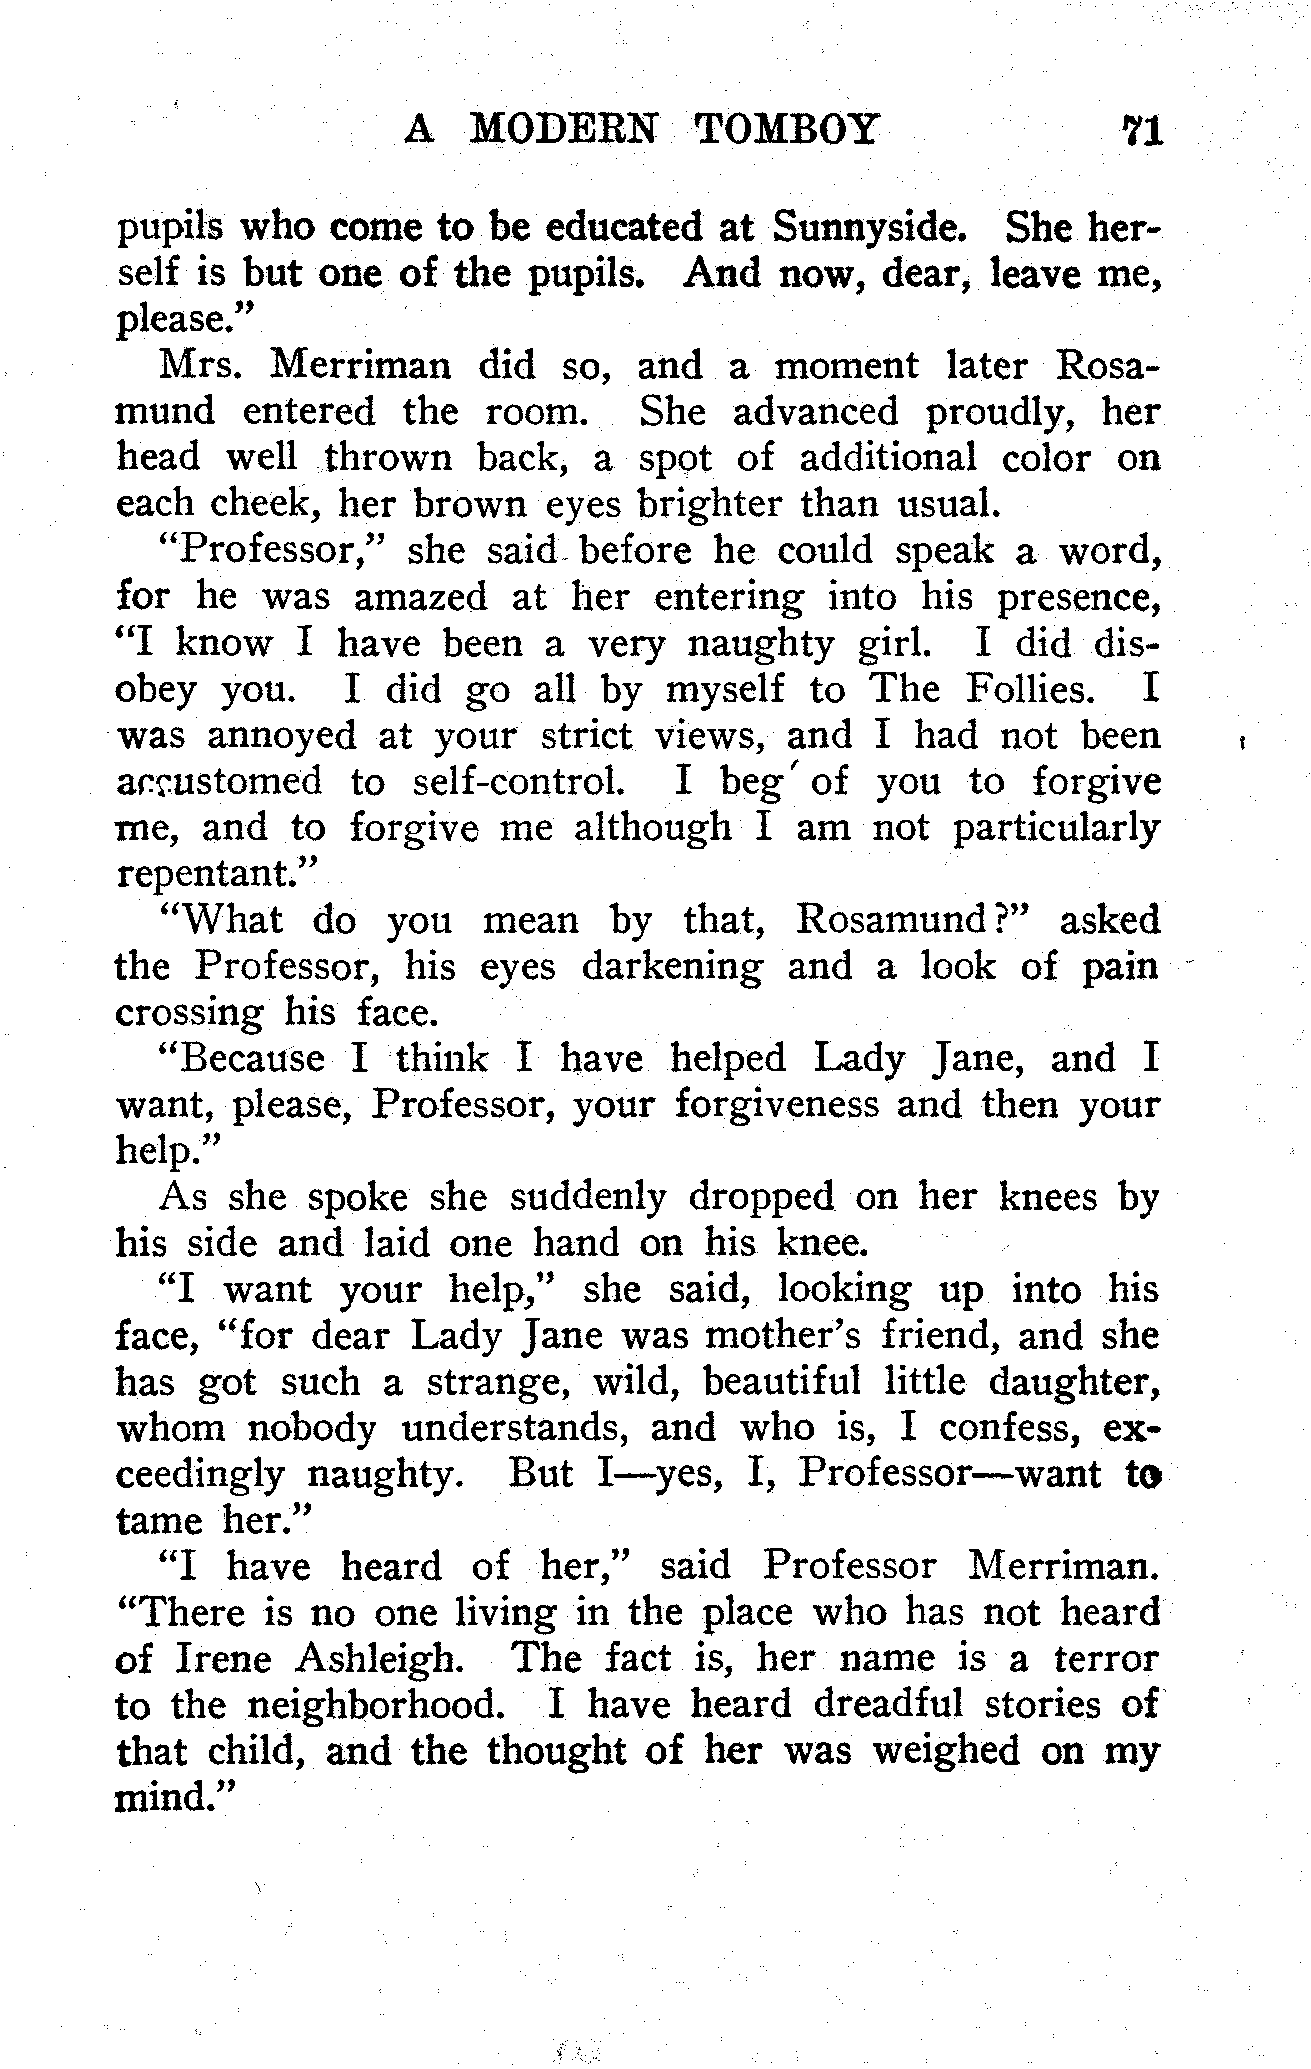 A MODERN TOMBOY 71
pupils who come to be educated at Sunnyside. She her-
self is but one of the pupils. And now, dear, leave me,
please."
Mrs. Merriman did so, and a moment later Rosa-
mund entered the room. She advanced proudly, her
head well thrown back, a spot of additional color on
each cheek, her brown eyes brighter than usual.
"Professor," she said before he could speak a word,
for he was amazed at her entering into his presence,
"I know I have been a very naughty girl. I did dis-
obey you. I did go all by myself to The Follies. I
was annoyed at your strict views, and I had not been
accustomed to self-control. I beg of you to forgive
me, and to forgive me although I am not particularly
repentant."
"What do you mean by that, Rosamund?" asked
the Professor, his eyes darkening and a look of pain
crossing his face.
"Because I think I have helped Lady Jane, and I
want, please, Professor, your forgiveness and then your
help."
As she spoke she suddenly dropped on her knees by
his side and laid one hand on his knee.
"I want your help," she said, looking up into his
face, "for dear Lady Jane was mother's friend, and she
has got such a strange, wild, beautiful little daughter,
whom nobody understands, and who is, I confess, ex-
ceedingly naughty. But I—yes, I, Professor—want to
tame her."
"I have heard of her," said Professor Merriman.
"There is no one living in the place who has not heard
of Irene Ashleigh. The fact is, her name is a terror
to the neighborhood. I have heard dreadful stories of
that child, and the thought of her was weighed on my
mind."